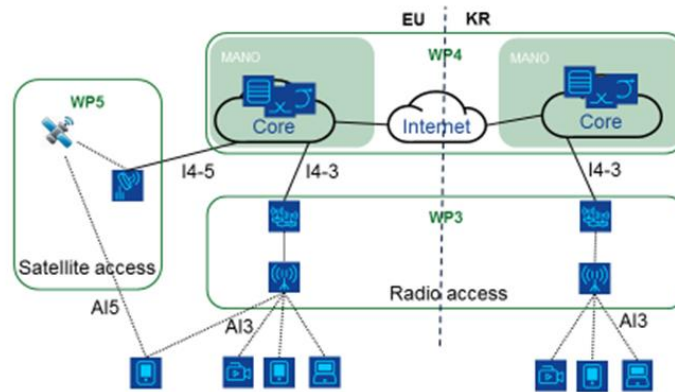 EU KR
MANO
WP4
MANO
WP5
Core
Internet
Core
I4-5
I4-3
I4-3
WP3
Satellite access
Radio access
AI5
AI3
AI3